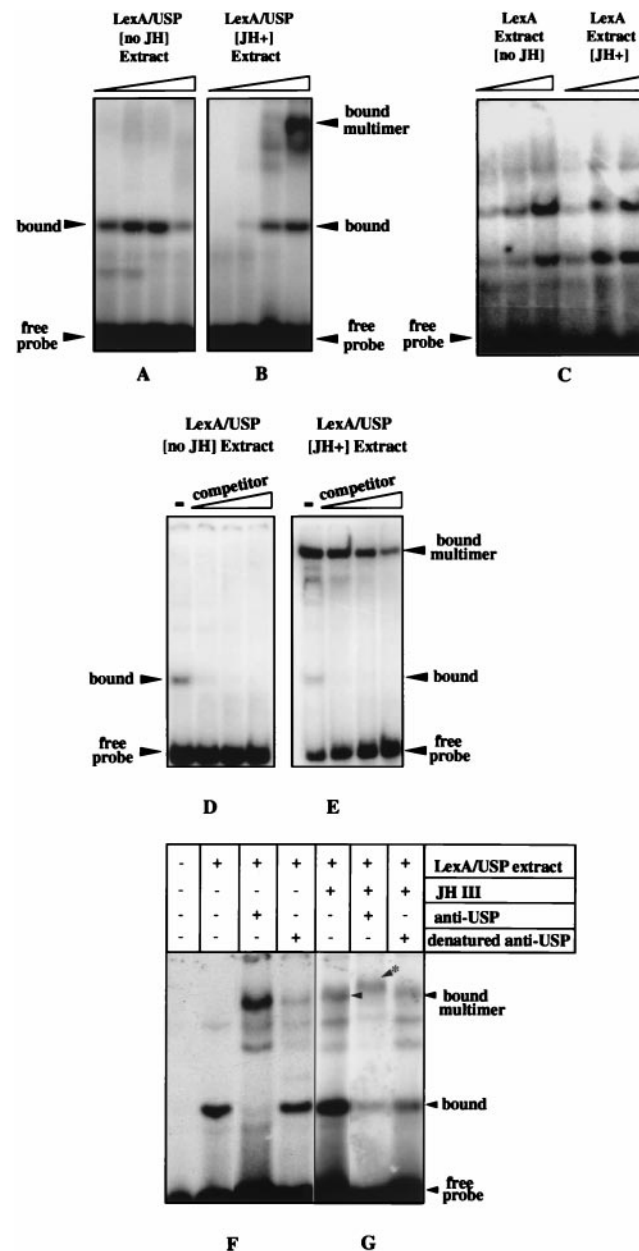 LexA/USP
[no JH]
Extract
LexA/USP
[JH+]
Extract
LexA
Extract
[no JH]
LexA
Extract
[JH+]
bound
multimer
bound
bound
free
probe
free
probe
free
probe
A
B
C
LexA/USP
[no JH] Extract
LexA/USP
[JH+] Extract
-
competitor
-
competitor
bound
multimer
bound
bound
free
probe
free
probe
D
E
- + + + + + + LexA/USP extract
- - - - + + + JH III
- - + - - + - anti-USP
- - - + - - + denatured anti-USP
*
bound
multimer
bound
free
probe
F
G